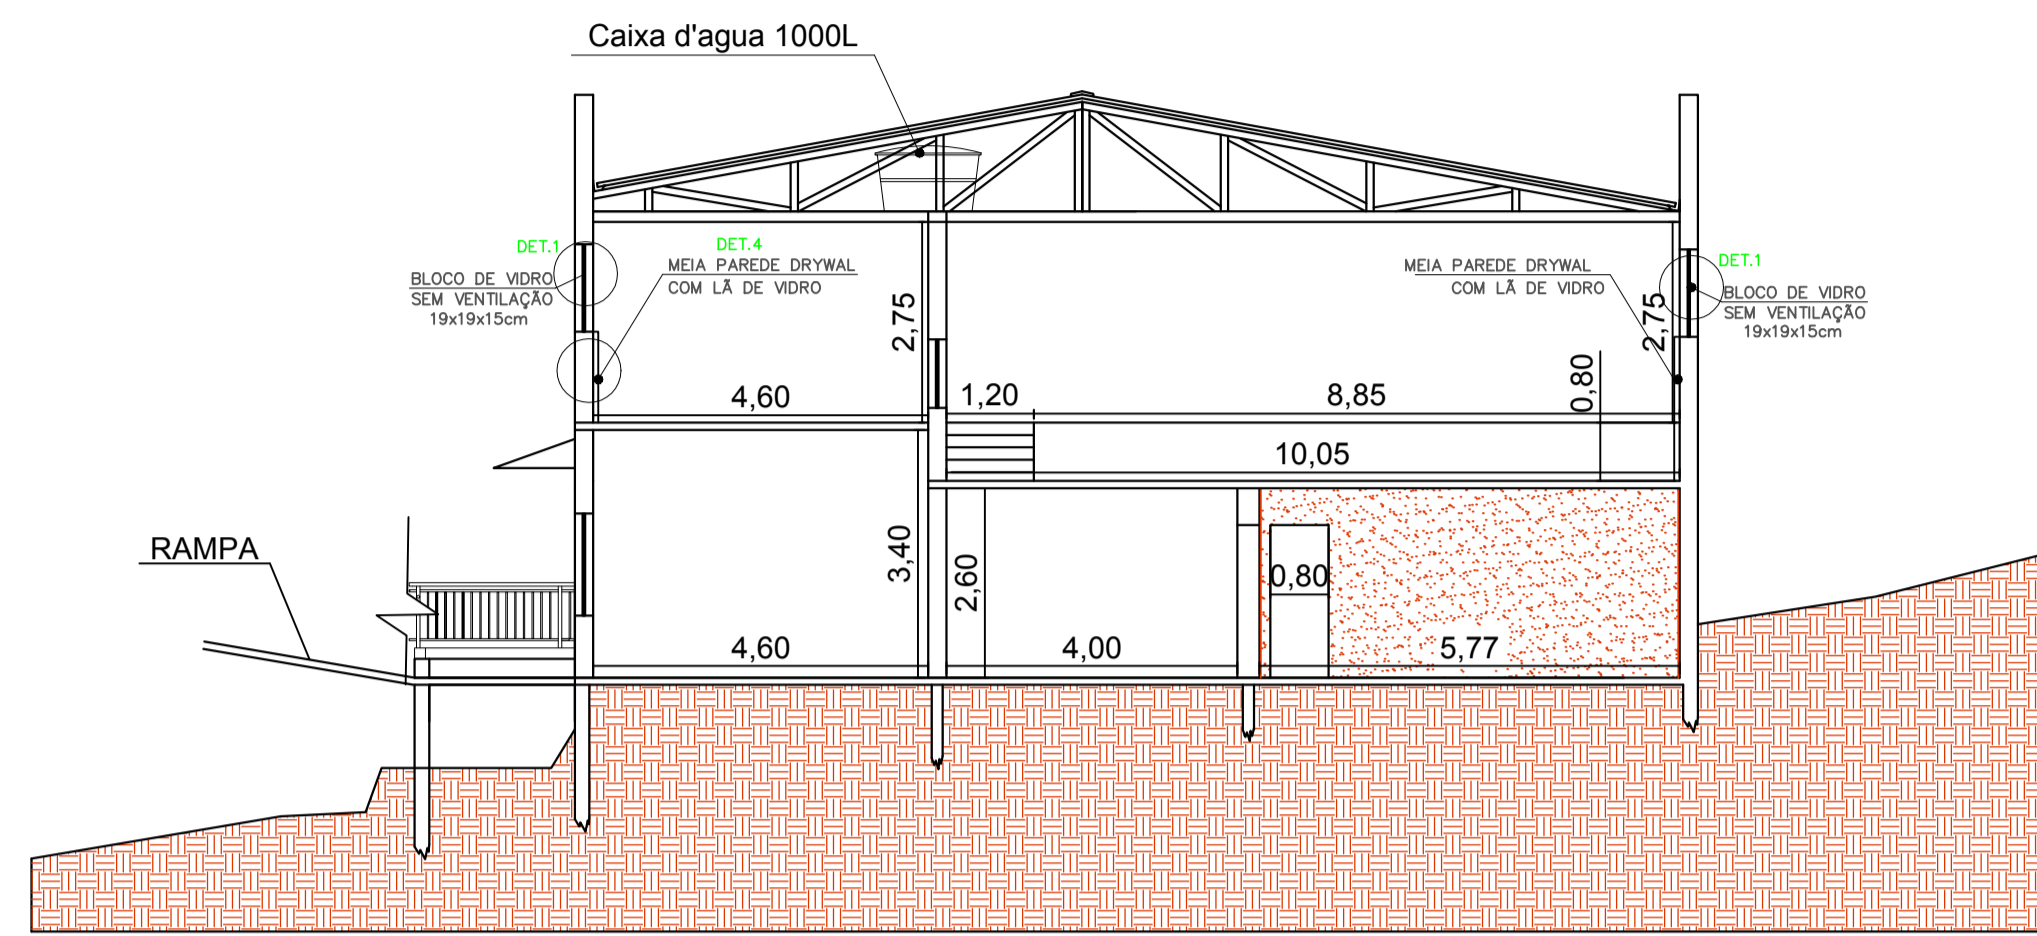 Caixa d'agua 1000L
DET.1
BLOCO DE VIDRO
SEM VENTILAÇÃO
19x19x15cm
DET.4
MEIA PAREDE DRYWAL
COM LÃ DE VIDRO
2,75
MEIA PAREDE DRYWAL
COM LÃ DE VIDRO
2,75
DET.1
BLOCO DE VIDRO
SEM VENTILAÇÃO
19x19x15cm
4,60
1,20
8,85
0,80
10,05
RAMPA
3,40
2,60
0,80
4,60
4,00
5,77